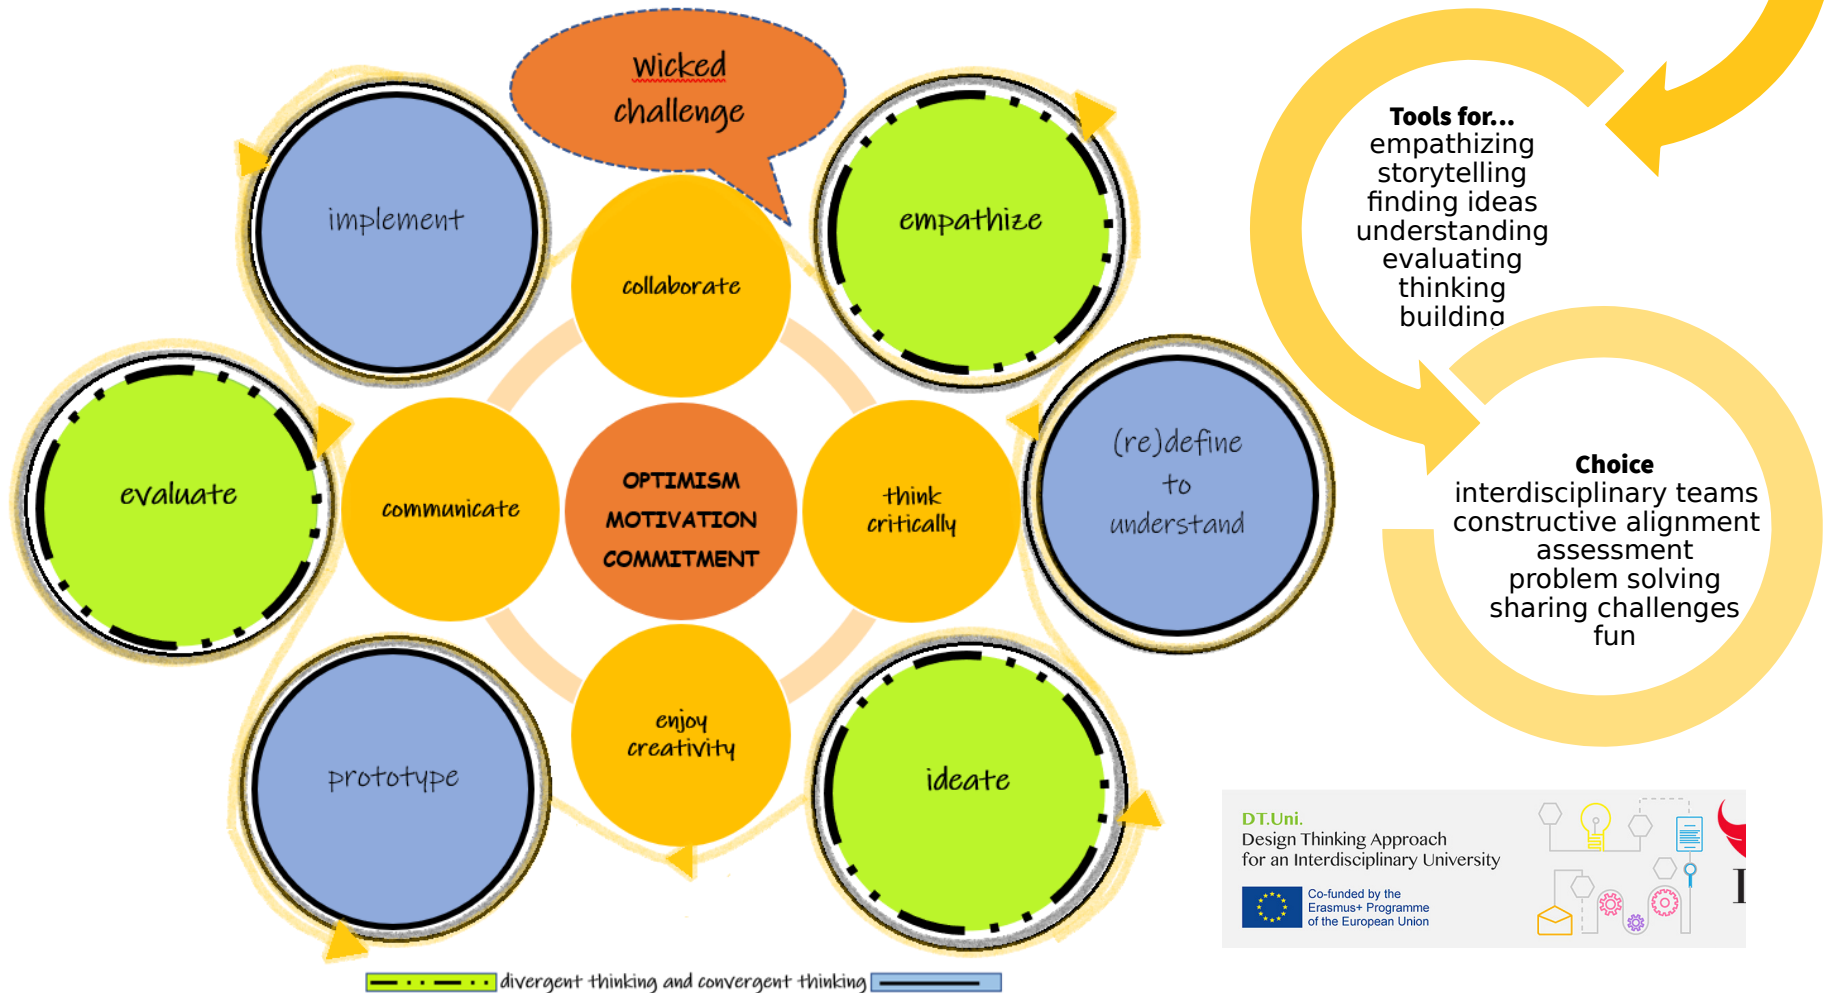 Wicked
challenge
implement
empathize
collaborate
evaluate
communicate
OPTIMISM
MOTIVATION
COMMITMENT
think
critically
(re)define
to
understand
enjoy
creativity
prototype
ideate
divergent thinking and convergent thinking
Tools for...
empathizing
storytelling
finding ideas
understanding
evaluating
thinking
building
Choice
interdisciplinary teams
constructive alignment
assessment
problem solving
sharing challenges
fun
DT.Uni.
Design Thinking Approach
for an Interdisciplinary University
Co-funded by the
Erasmus+ Programme
of the European Union